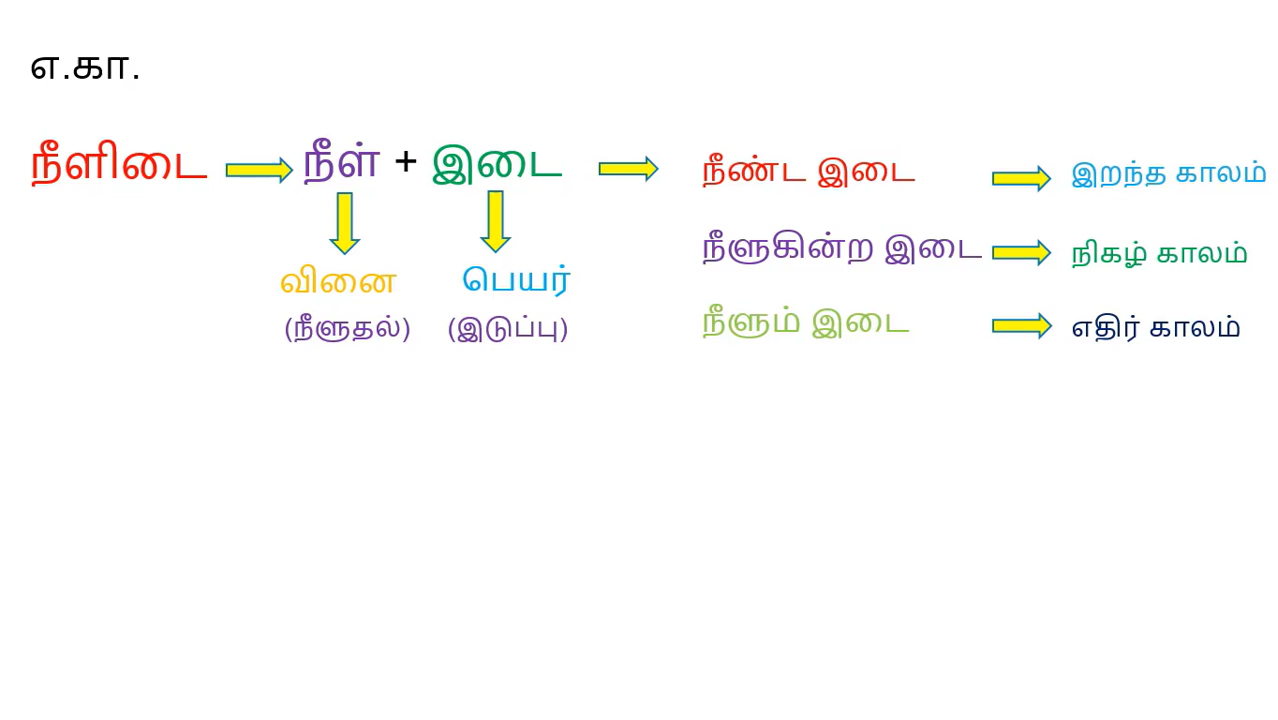 எ.கா.
நீளிடை நீள் + இடை நீண்ட இடை இறந்த காலம்
நீளுகின்ற இடை நிகழ் காலம்
வினை பெயர்
(நீளுதல்) (இடுப்பு) நீளும் இடை எதிர் காலம்